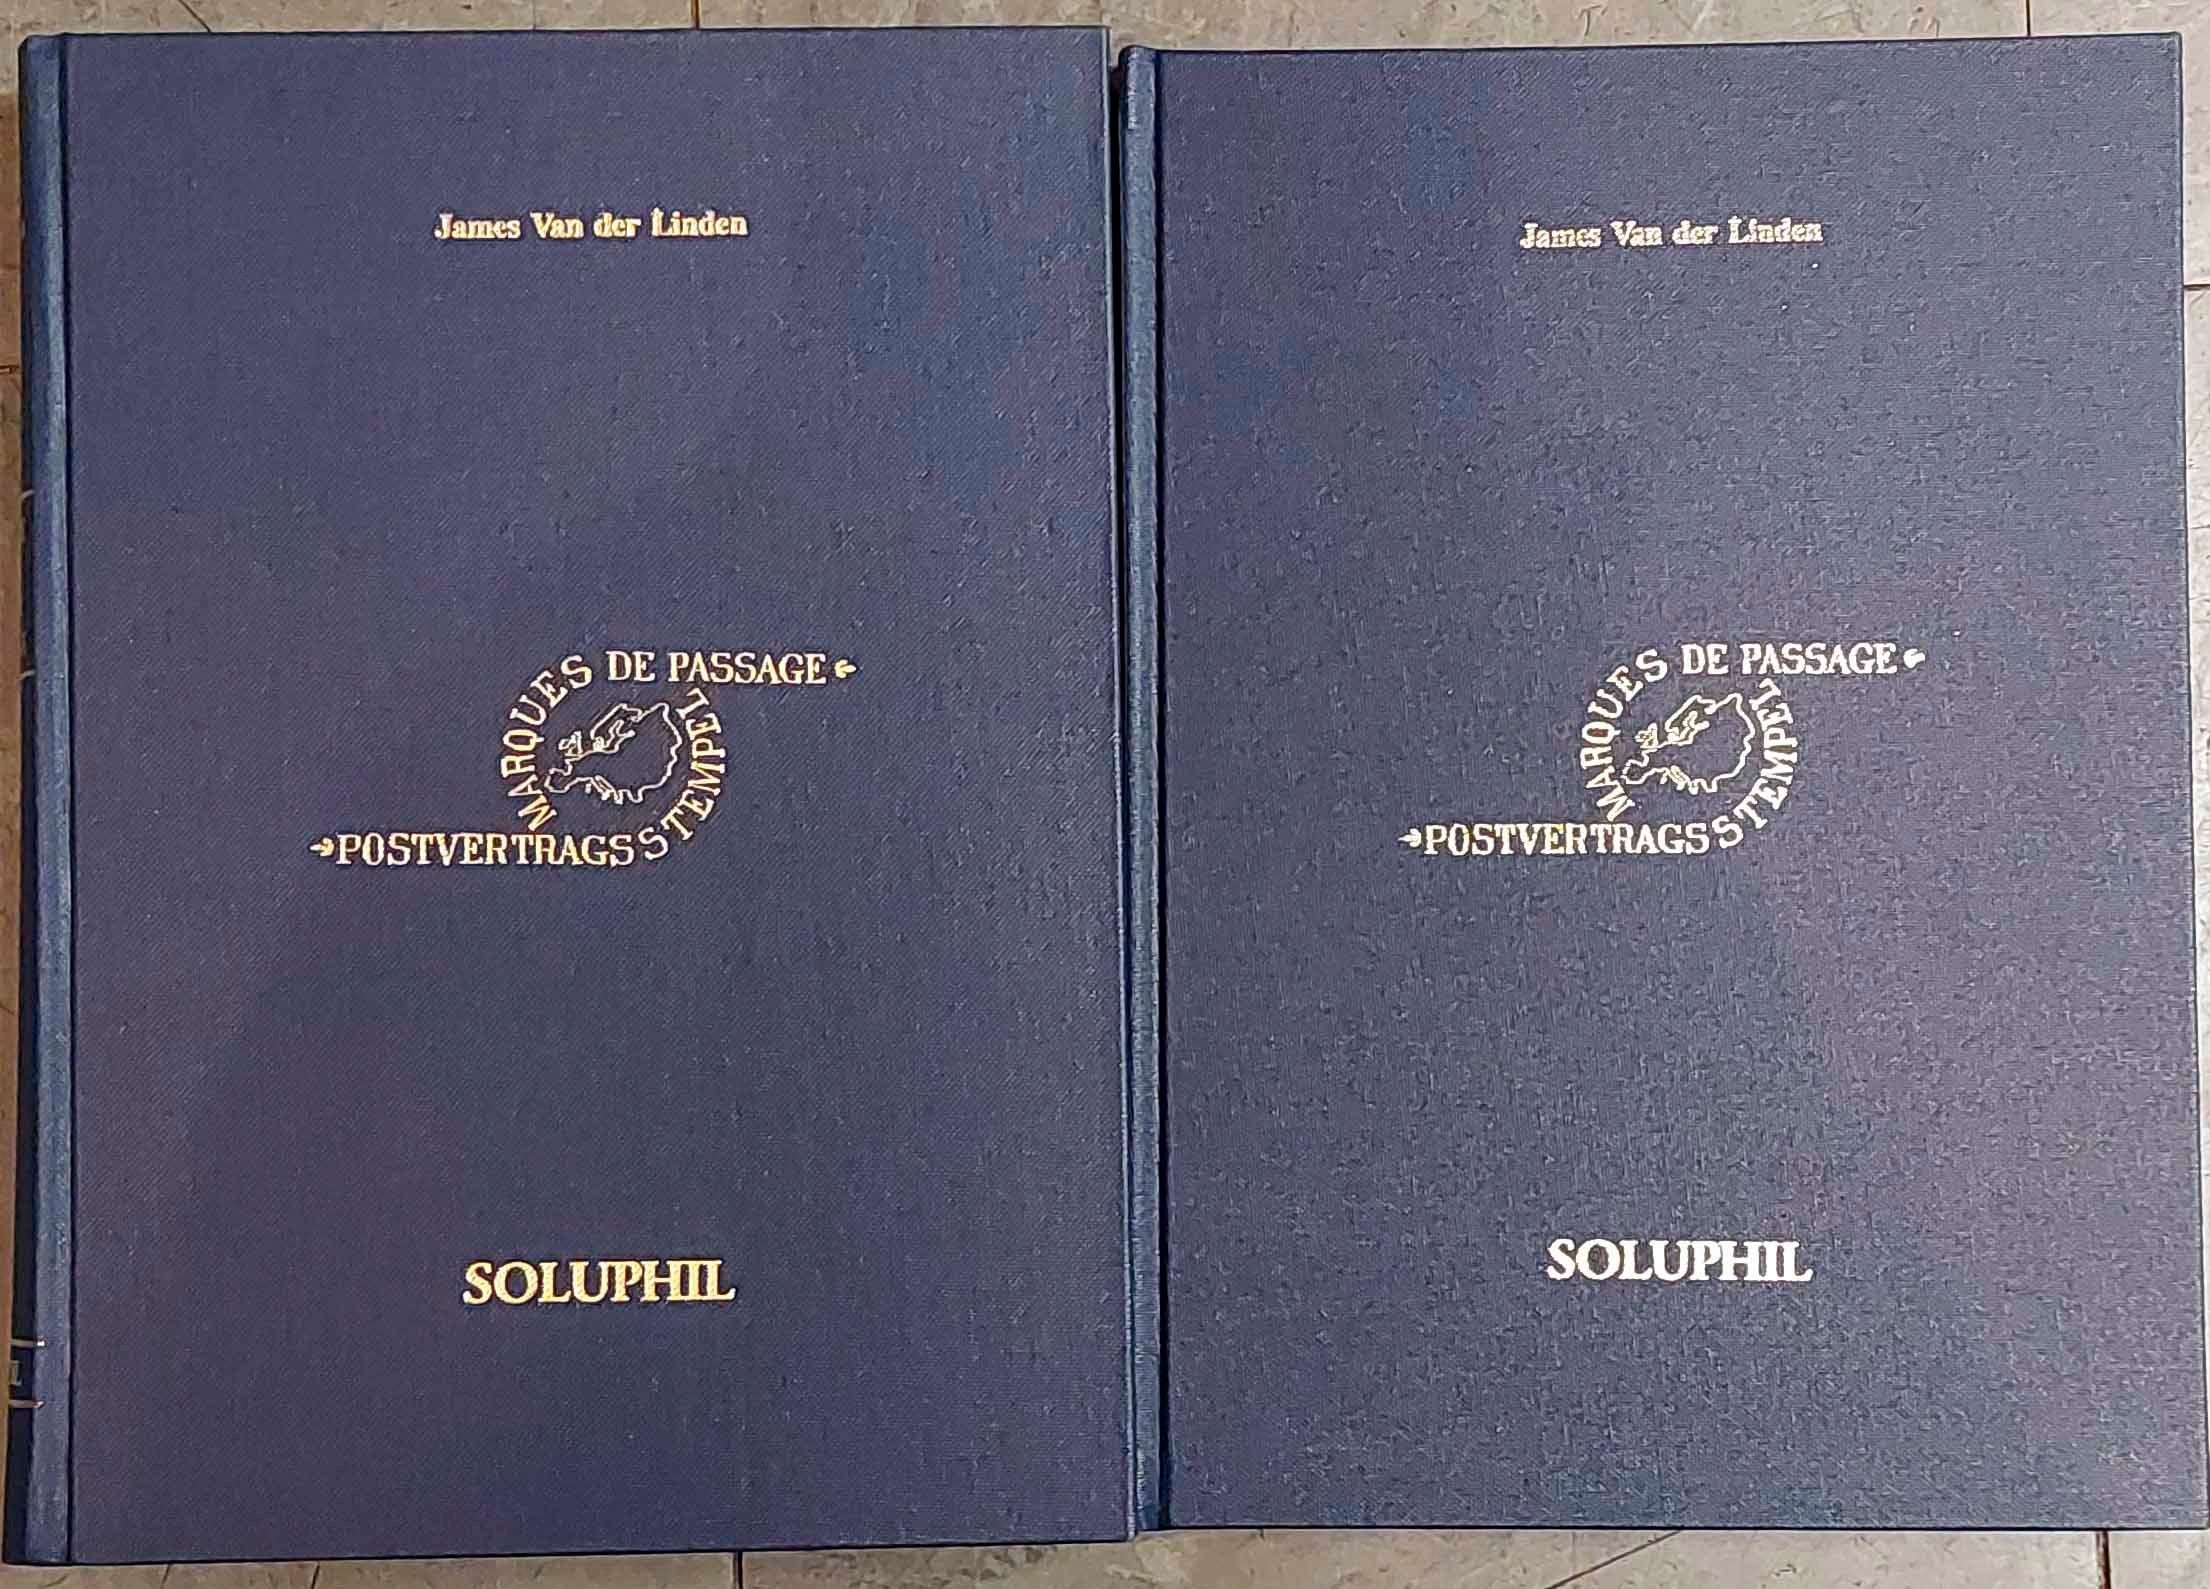 James Van der Linden
MARQUES DE PASSAGE
POSTVERTRAGSSTEMPEL
SOLUPHIL
James Van der Linden
MARQUES DE PASSAGE
POSTVERTRAGSSTEMPEL
SOLUPHIL